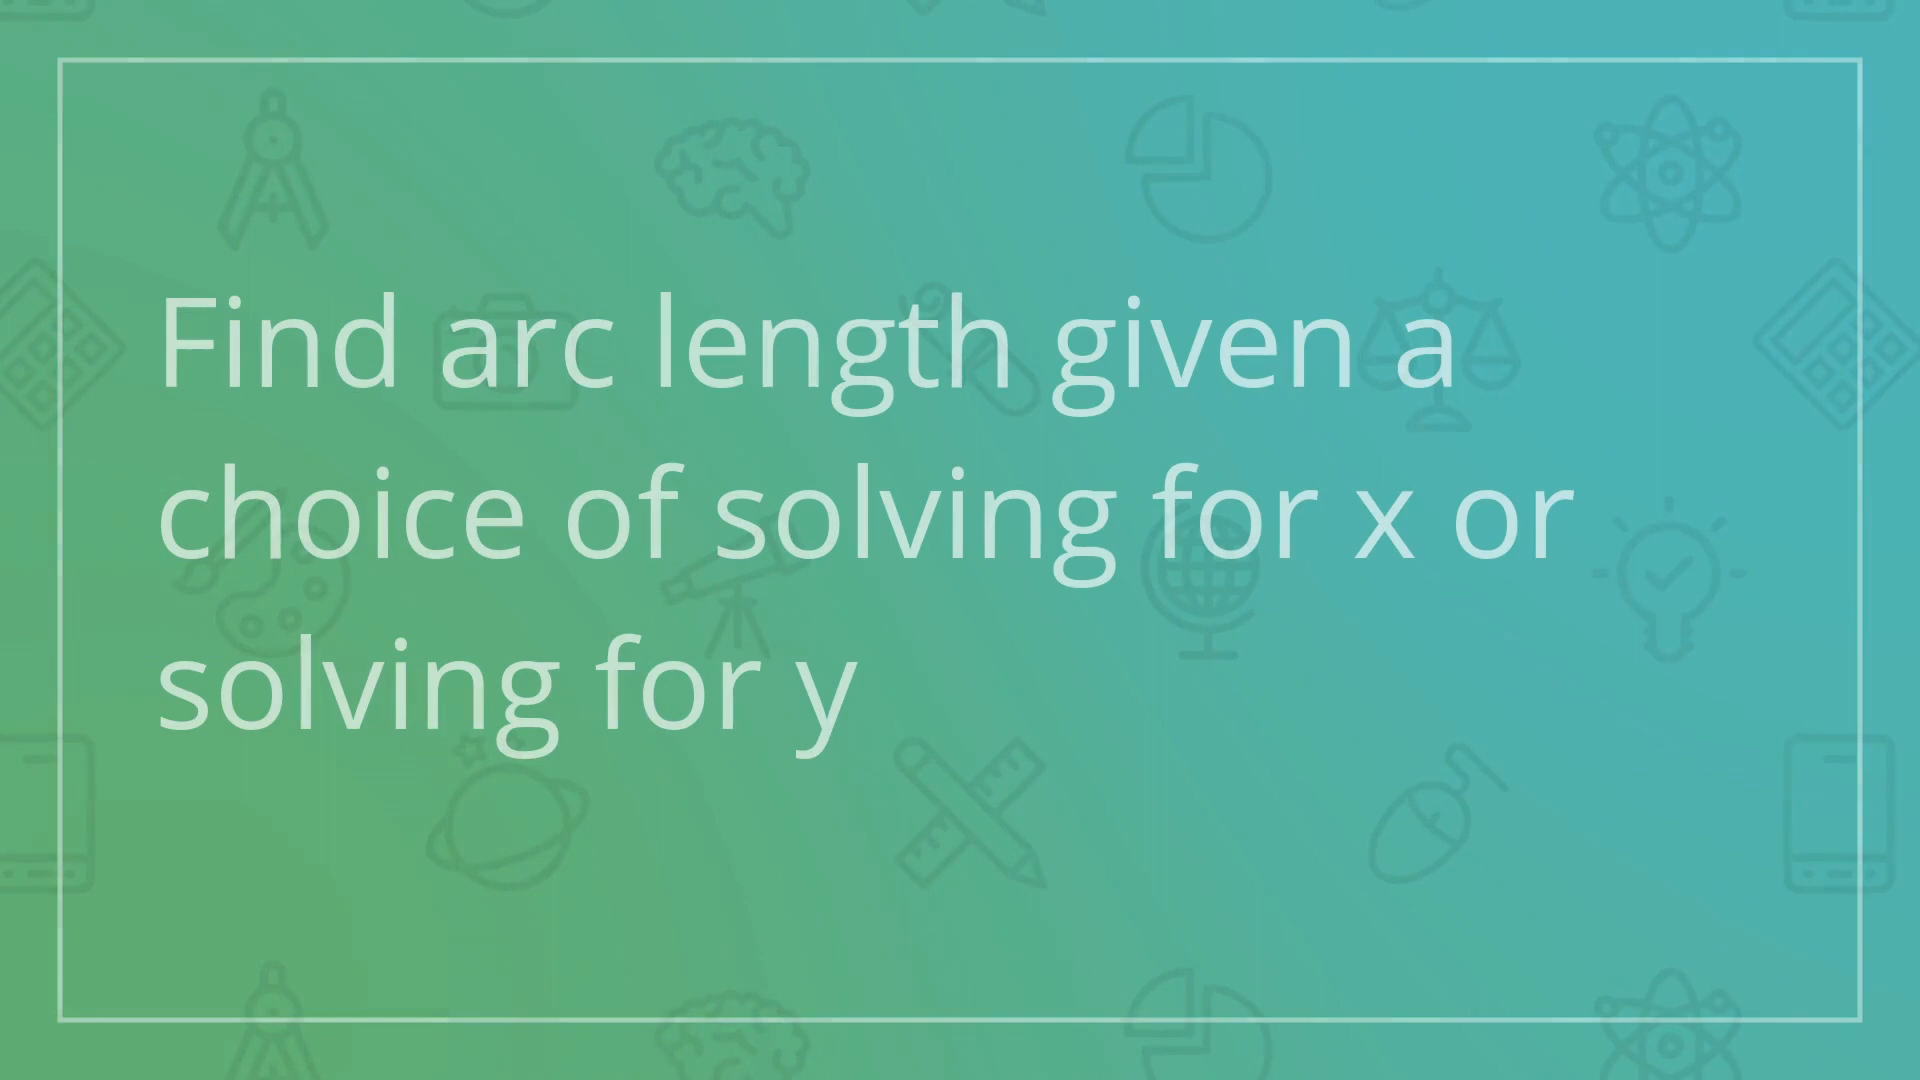 Find arc length given a
choice of solving for x or
solving for y